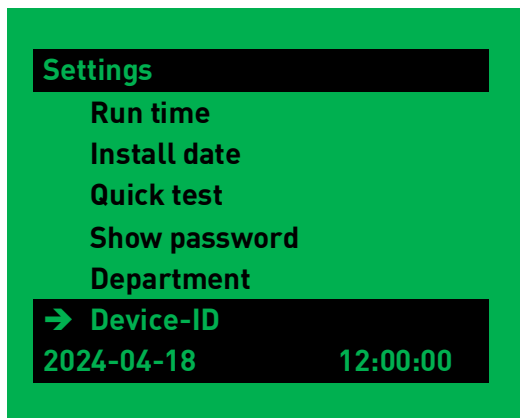 Settings
Run time
Install date
Quick test
Show password
Department
➔ Device-ID
2024-04-18 12:00:00